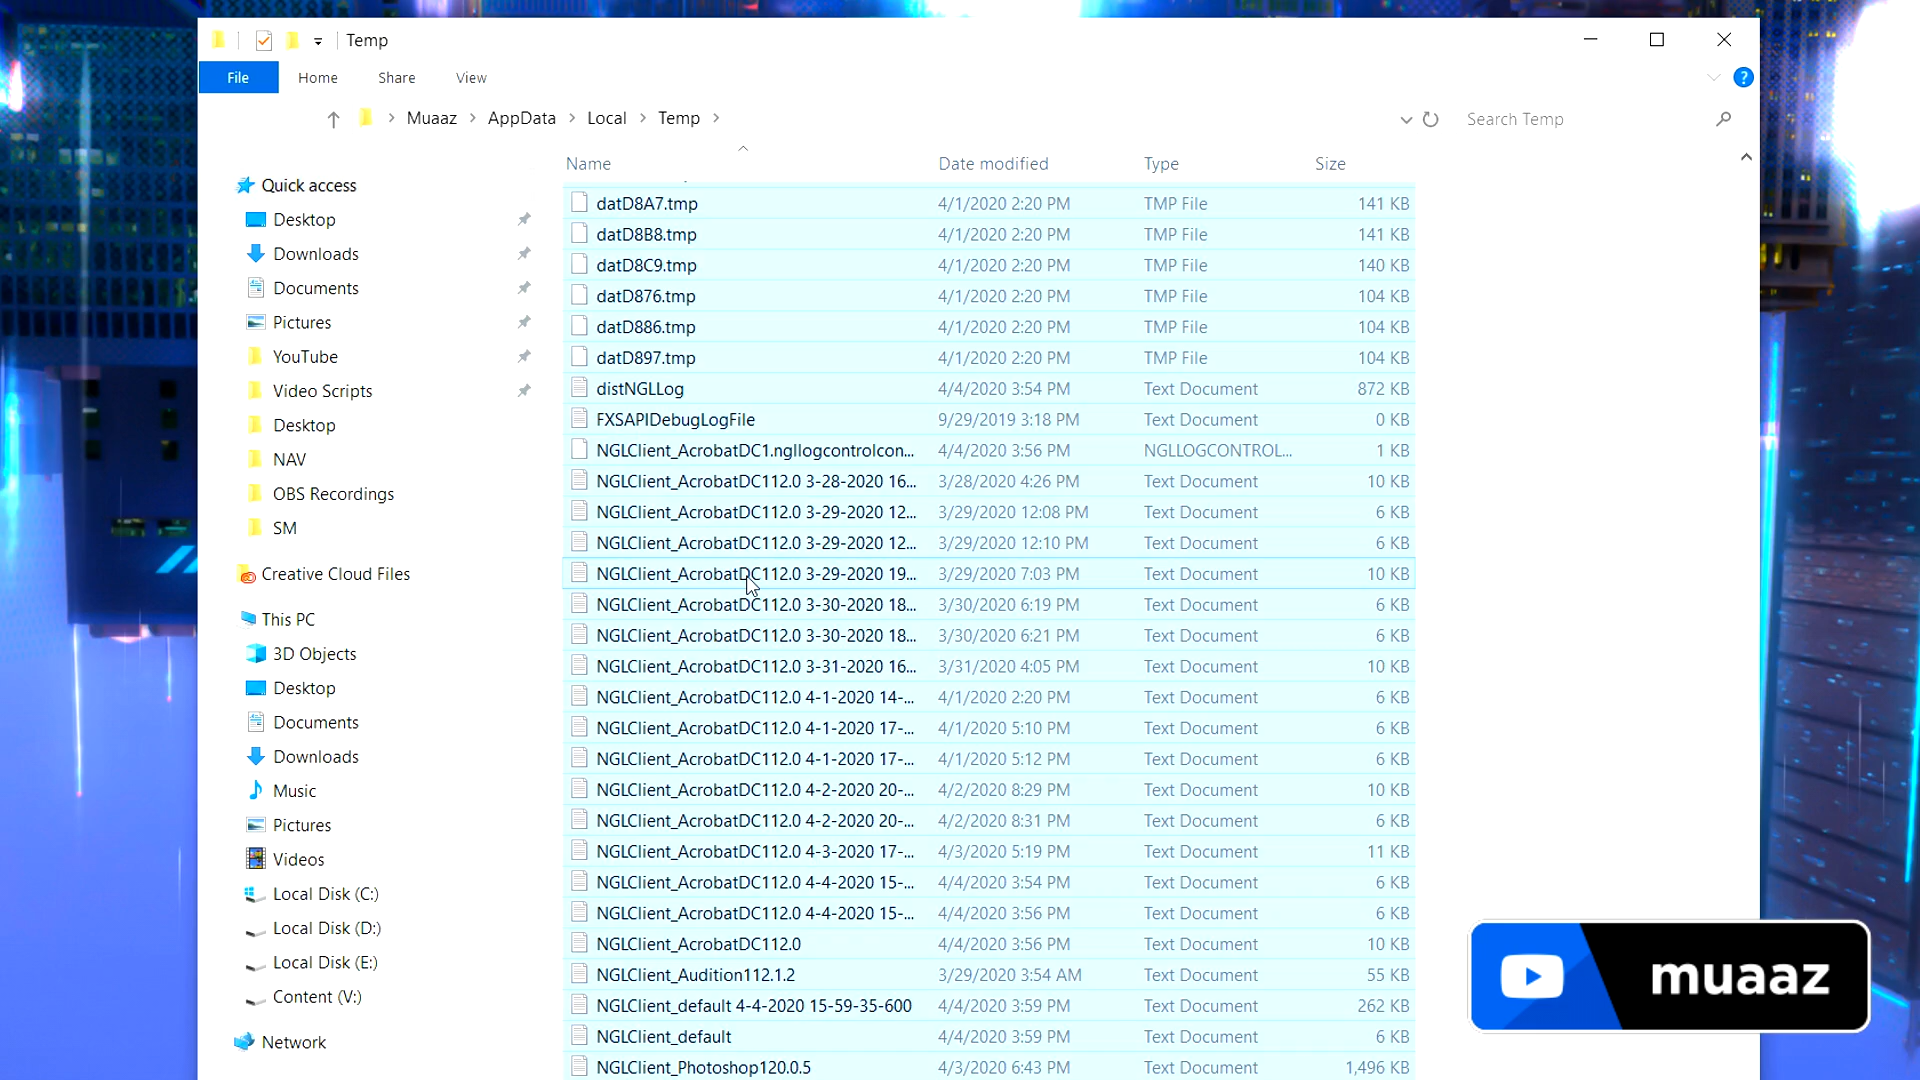 Temp
File Home Share View
Muaaz > AppData > Local > Temp >
Search Temp
Name Date modified Type Size
Quick access
Desktop
Downloads
Documents
Pictures
YouTube
Video Scripts
Desktop
NAV
OBS Recordings
SM
Creative Cloud Files
This PC
3D Objects
Desktop
Documents
Downloads
Music
Pictures
Videos
Local Disk (C:)
Local Disk (D:)
Local Disk (E:)
Content (V:)
Network
datD8A7.tmp 4/1/2020 2:20 PM TMP File 141 KB
datD8B8.tmp 4/1/2020 2:20 PM TMP File 141 KB
datD8C9.tmp 4/1/2020 2:20 PM TMP File 140 KB
datD876.tmp 4/1/2020 2:20 PM TMP File 104 KB
datD886.tmp 4/1/2020 2:20 PM TMP File 104 KB
datD897.tmp 4/1/2020 2:20 PM TMP File 104 KB
distNGLLog 4/4/2020 3:54 PM Text Document 872 KB
FXSAPIDebugLogFile 9/29/2019 3:18 PM Text Document 0 KB
NGLClient_AcrobatDC1.ngllogcontrolcon... 4/4/2020 3:56 PM NGLLOGCONTROL... 1 KB
NGLClient_AcrobatDC112.0 3-28-2020 16... 3/28/2020 4:26 PM Text Document 10 KB
NGLClient_AcrobatDC112.0 3-29-2020 12... 3/29/2020 12:08 PM Text Document 6 KB
NGLClient_AcrobatDC112.0 3-29-2020 12... 3/29/2020 12:10 PM Text Document 6 KB
NGLClient_AcrobatDC112.0 3-29-2020 19... 3/29/2020 7:03 PM Text Document 10 KB
NGLClient_AcrobatDC112.0 3-30-2020 18... 3/30/2020 6:19 PM Text Document 6 KB
NGLClient_AcrobatDC112.0 3-30-2020 18... 3/30/2020 6:21 PM Text Document 6 KB
NGLClient_AcrobatDC112.0 3-31-2020 16... 3/31/2020 4:05 PM Text Document 10 KB
NGLClient_AcrobatDC112.0 4-1-2020 14-... 4/1/2020 2:20 PM Text Document 6 KB
NGLClient_AcrobatDC112.0 4-1-2020 17-... 4/1/2020 5:10 PM Text Document 6 KB
NGLClient_AcrobatDC112.0 4-1-2020 17-... 4/1/2020 5:12 PM Text Document 6 KB
NGLClient_AcrobatDC112.0 4-2-2020 20-... 4/2/2020 8:29 PM Text Document 10 KB
NGLClient_AcrobatDC112.0 4-2-2020 20-... 4/2/2020 8:31 PM Text Document 6 KB
NGLClient_AcrobatDC112.0 4-3-2020 17-... 4/3/2020 5:19 PM Text Document 11 KB
NGLClient_AcrobatDC112.0 4-4-2020 15-... 4/4/2020 3:54 PM Text Document 6 KB
NGLClient_AcrobatDC112.0 4-4-2020 15-... 4/4/2020 3:56 PM Text Document 6 KB
NGLClient_AcrobatDC112.0 4/4/2020 3:56 PM Text Document 10 KB
NGLClient_Audition112.1.2 3/29/2020 3:54 AM Text Document 55 KB
NGLClient_default 4-4-2020 15-59-35-600 4/4/2020 3:59 PM Text Document 262 KB
NGLClient_default 4/4/2020 3:59 PM Text Document 6 KB
NGLClient_Photoshop120.0.5 4/3/2020 6:43 PM Text Document 1,496 KB
muaaz